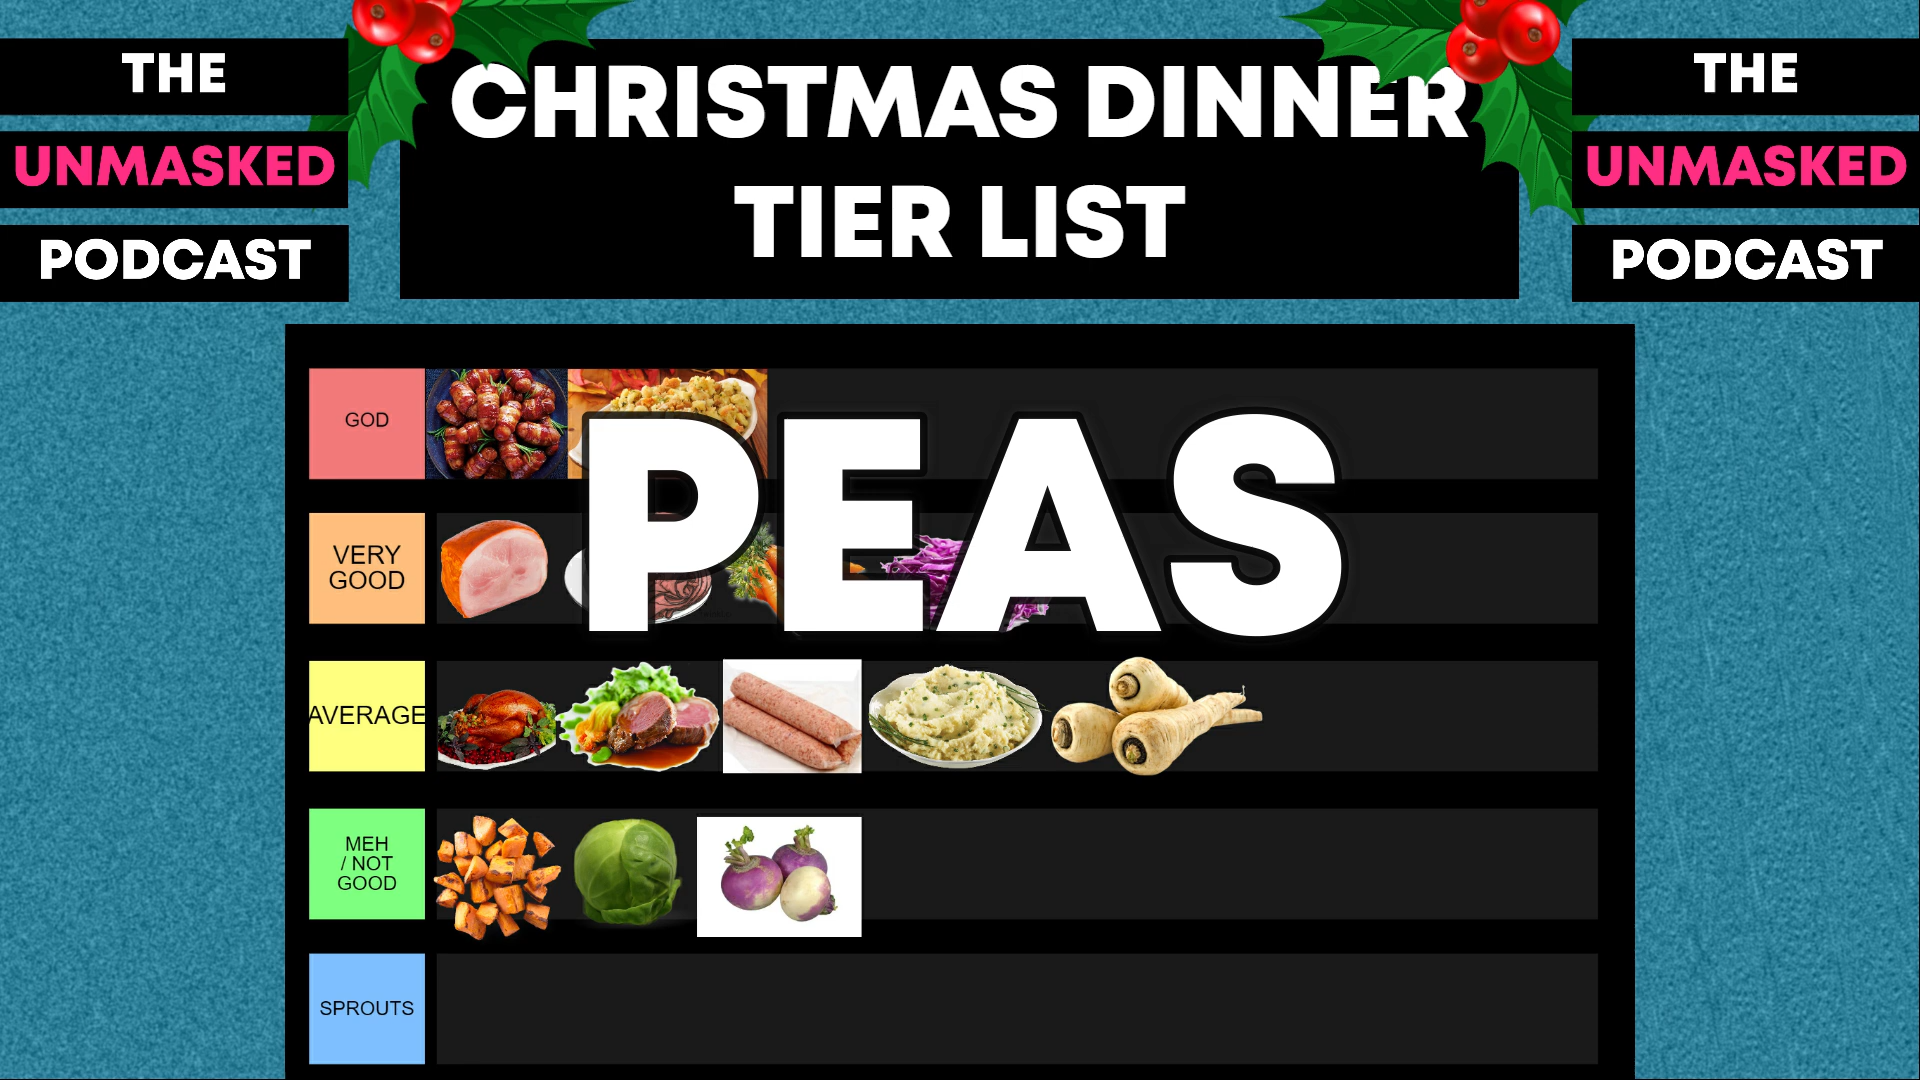 THE
UNMASKED
PODCAST
CHRISTMAS DINNER
TIER LIST
THE
UNMASKED
PODCAST
GOD
PEAS
VERY
GOOD
AVERAGE
MEH
/ NOT
GOOD
SPROUTS